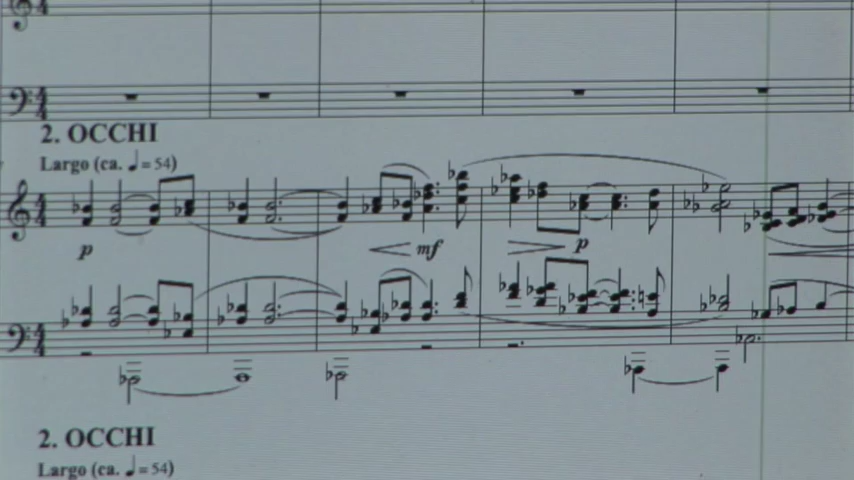 2. OCCHI
Largo (ca. ♩= 54)
p
mf
p
2. OCCHI
Largo (ca. ♩= 54)